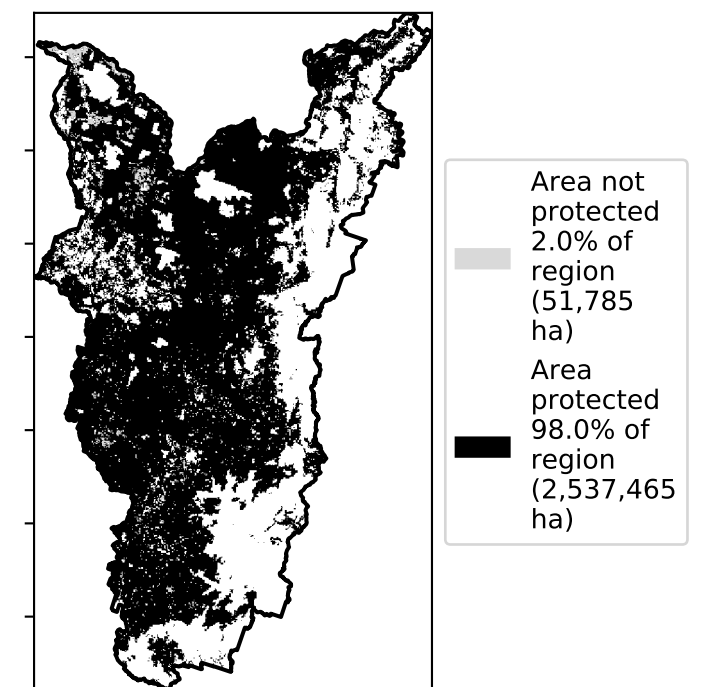 Area not
protected
2.0% of
region
(51,785
ha)
Area
protected
98.0% of
region
(2,537,465
ha)